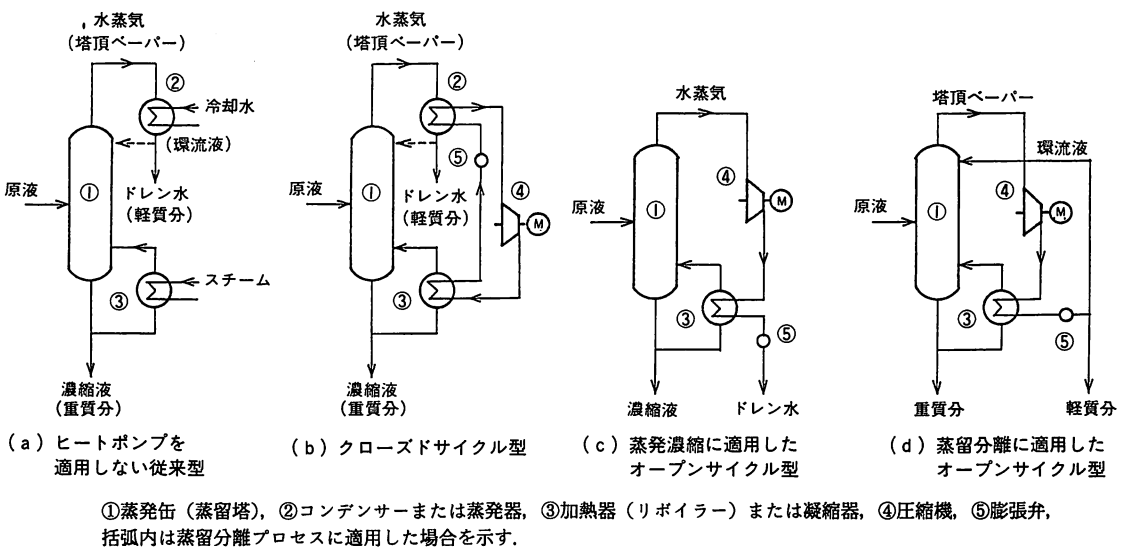 水蒸気
(塔頂ベーパー)
②
冷却水
(環流液)
①
原液
ドレン水
(軽質分)
スチーム
③
濃縮液
(重質分)
(a)ヒートポンプを
適用しない従来型
水蒸気
(塔頂ベーパー)
②
⑤
④
①
原液
ドレン水
(軽質分)
M
③
濃縮液
(重質分)
(b)クローズドサイクル型
水蒸気
④
M
①
原液
③
⑤
濃縮液
ドレン水
(c)蒸発濃縮に適用した
オープンサイクル型
塔頂ベーパー
環流液
④
M
①
原液
③
⑤
重質分
軽質分
(d)蒸留分離に適用した
オープンサイクル型
①蒸発缶(蒸留塔),②コンデンサーまたは蒸発器,③加熱器(リボイラー)または凝縮器,④圧縮機,⑤膨張弁,
括弧内は蒸留分離プロセスに適用した場合を示す.